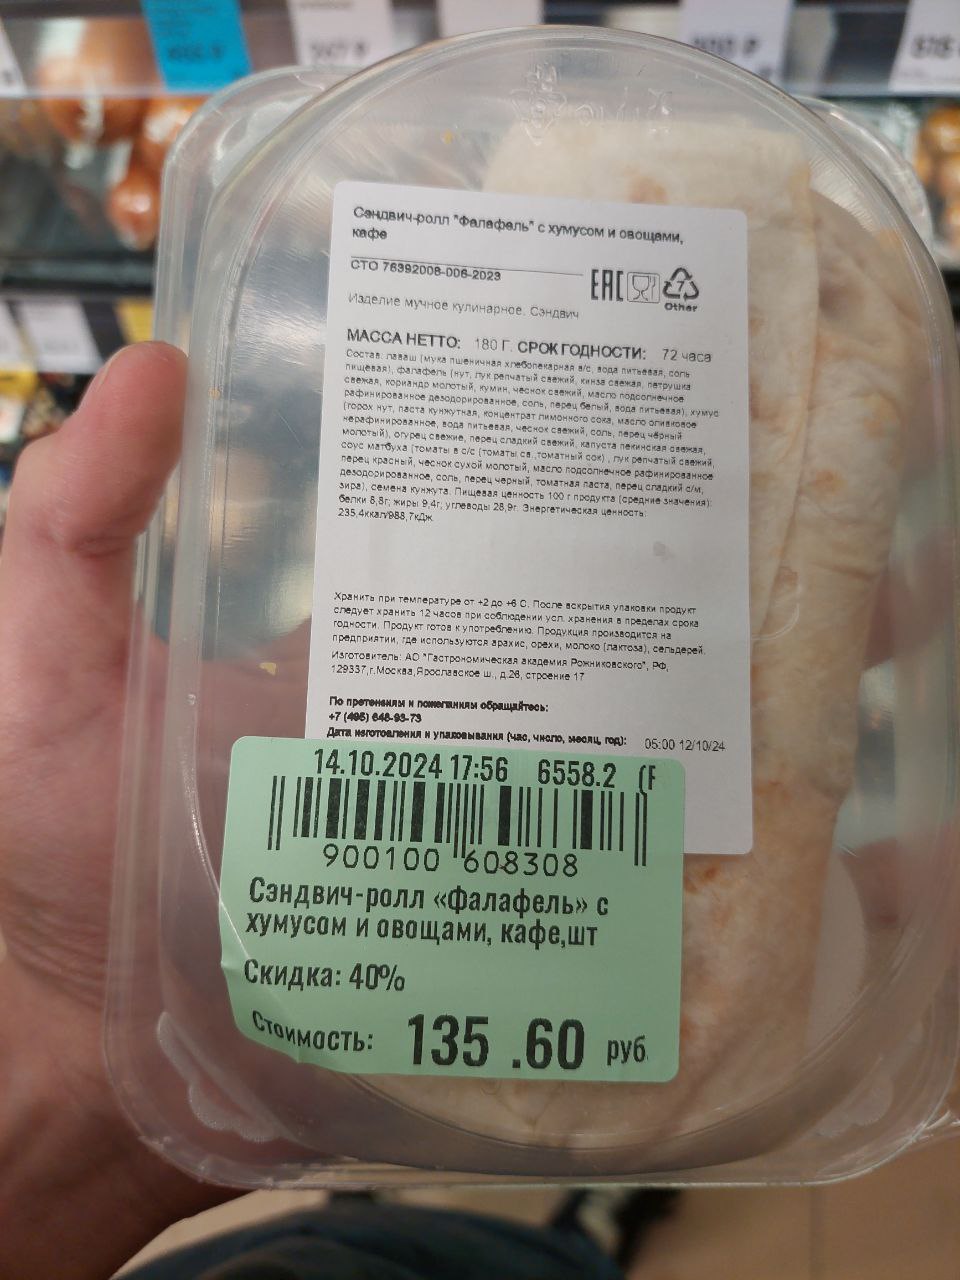 Сэндвич-ролл "Фалафель" с хумусом и овощами,
кафе
СТО 76392008-006-2023
EAC
7
Other
Изделие мучное кулинарное. Сэндвич
МАССА НЕТТО: 180 Г. СРОК ГОДНОСТИ: 72 часа
Состав: лаваш (мука пшеничная хлебопекарная в/с, вода питьевая, соль
пищевая), фалафель (нут, лук репчатый свежий, кинза свежая, петрушка
свежая, кориандр молотый, кумин, чеснок свежий, масло подсолнечное
рафинированное дезодорированное, соль, перец белый, вода питьевая), хумус
(горох нут, паста кунжутная, концентрат лимонного сока, масло оливковое
нерафинированное, вода питьевая, чеснок свежий, соль, перец чёрный
молотый), огурец свежие, перец сладкий свежий, капуста пекинская свежая,
соус матбуха (томаты в с/с (томаты св.,томатный сок) , лук репчатый свежий,
перец красный, чеснок сухой молотый, масло подсолнечное рафинированное
дезодорированное, соль, перец черный, томатная паста, перец сладкий с/м,
зира), семена кунжута. Пищевая ценность 100 г продукта (средние значения):
белки 8,8г; жиры 9,4г; углеводы 28,9г. Энергетическая ценность:
235,4ккал/988,7кДж.
Хранить при температуре от +2 до +6 С. После вскрытия упаковки продукт
следует хранить 12 часов при соблюдении усл. хранения в пределах срока
годности. Продукт готов к употреблению. Продукция производится на
предприятии, где используются арахис, орехи, молоко (лактоза), сельдерей.
Изготовитель: АО "Гастрономическая академия Рожниковского", РФ,
129337,г.Москва,Ярославское ш., д.26, строение 17
По претензиям и пожеланиям обращайтесь:
+7 (495) 646-93-73
Дата изготовления и упаковывания (час, число, месяц, год): 05:00 12/10/24
14.10.2024 17:56 6558.2 (F
900100 608308
Сэндвич-ролл «Фалафель» с
хумусом и овощами, кафе,шт
Скидка: 40%
Стоимость: 135 .60 руб.